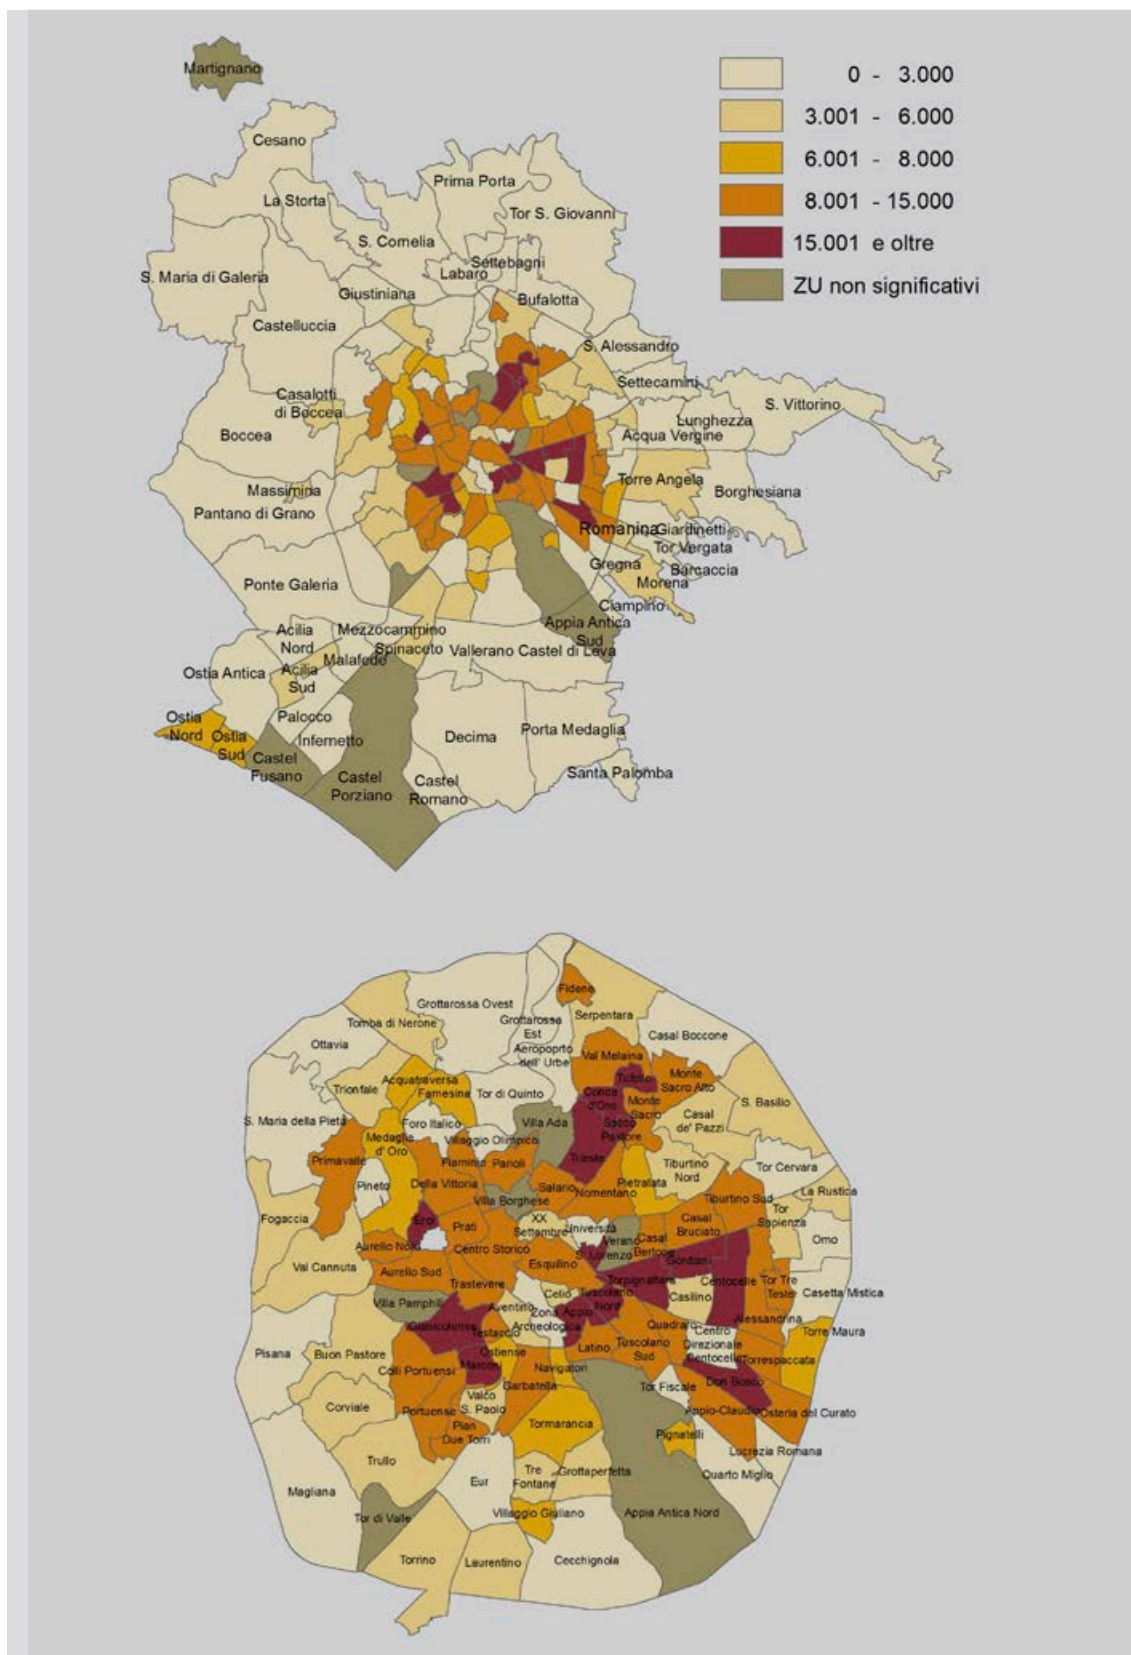 Martignano
0 - 3.000
3.001 - 6.000
6.001 - 8.000
8.001 - 15.000
15.001 e oltre
ZU non significativi
Cesano
La Storta
Prima Porta
Tor S. Giovanni
S. Cornelia
Settebagni
Labaro
S. Maria di Galeria
Giustiniana
Bufalotta
Castelluccia
S. Alessandro
Settecamini
Casalotti
di Boccea
S. Vittorino
Lunghezza
Boccea
Acqua Vergine
Torre Angela
Massimina
Borghesiana
Pantano di Grano
Romanina
Giardinetti
Tor Vergata
Gregna
Barcaccia
Ponte Galeria
Morena
Ciampino
Appia Antica
Sud
Acilia
Nord
Mezzocammino
Spinaceto
Vallerano
Castel di Leva
Malafede
Ostia Antica
Acilia
Sud
Ostia
Nord
Palocco
Ostia
Sud
Infernetto
Decima
Porta Medaglia
Castel
Fusano
Castel
Porziano
Castel
Romano
Santa Palomba
Fidene
Grottarossa Ovest
Serpentara
Tomba di Nerone
Grottarossa
Est
Casal Boccone
Ottavia
Aeropoprto
dell' Urbe
Val Melaina
Tufello
Monte
Sacro Alto
Acquatraversa
Trionfale
Farnesina
Tor di Quinto
Conca
d'Oro
Monte
Sacro
S. Basilio
S. Maria della Pietà
Foro Italico
Villa Ada
Sacco
Pastore
Casal
de' Pazzi
Medaglie
d' Oro
Villaggio Olimpico
Primavalle
Flaminio
Parioli
Trieste
Tiburtino
Nord
Tor Cervara
Pineto
Della Vittoria
Salario
Nomentano
Pietralata
La Rustica
Villa Borghese
Tiburtino Sud
Fogaccia
Eroi
Prati
XX
Settembre
Università
Verano
Casal
Bruciato
Tor
Sapienza
Omo
Aurelio Nord
Centro Storico
S. Lorenzo
Casal
Bertone
Val Cannuta
Aurelio Sud
Esquilino
Gordiani
Trastevere
Torpignattara
Centocelle
Tor Tre
Teste
Casetta Mistica
Villa Pamphili
Celio
Tuscolano
Nord
Casilino
Aventino
Zona
Archeologica
Appio
Alessandrina
Gianicolense
Testaccio
Quadraro
Centro
Direzionale
Centocelle
Torre Maura
Pisana
Buon Pastore
Ostiense
Latino
Tuscolano
Sud
Torrespaccata
Colli Portuensi
Marconi
Navigatori
Tor Fiscale
Don Bosco
Garbatella
Corviale
Valco
S. Paolo
Portuense
Appio-Claudio
Osteria del Curato
Pian
Due Torri
Tormarancia
Pignatelli
Lucrezia Romana
Trullo
Eur
Tre
Fontane
Grottaperfetta
Quarto Miglio
Magliana
Tor di Valle
Villaggio Giuliano
Appia Antica Nord
Torrino
Laurentino
Cecchignola